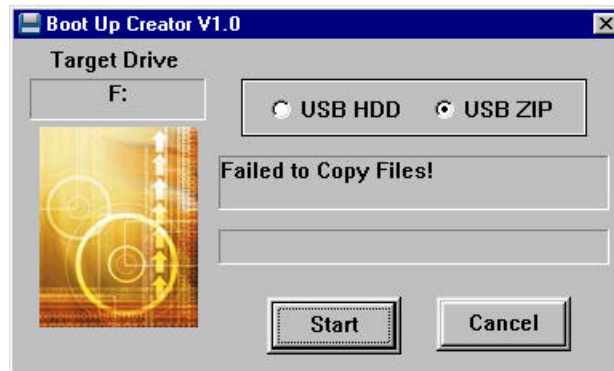 Boot Up Creator V1.0
Target Drive
F:
USB HDD
USB ZIP
Failed to Copy Files!
Start
Cancel